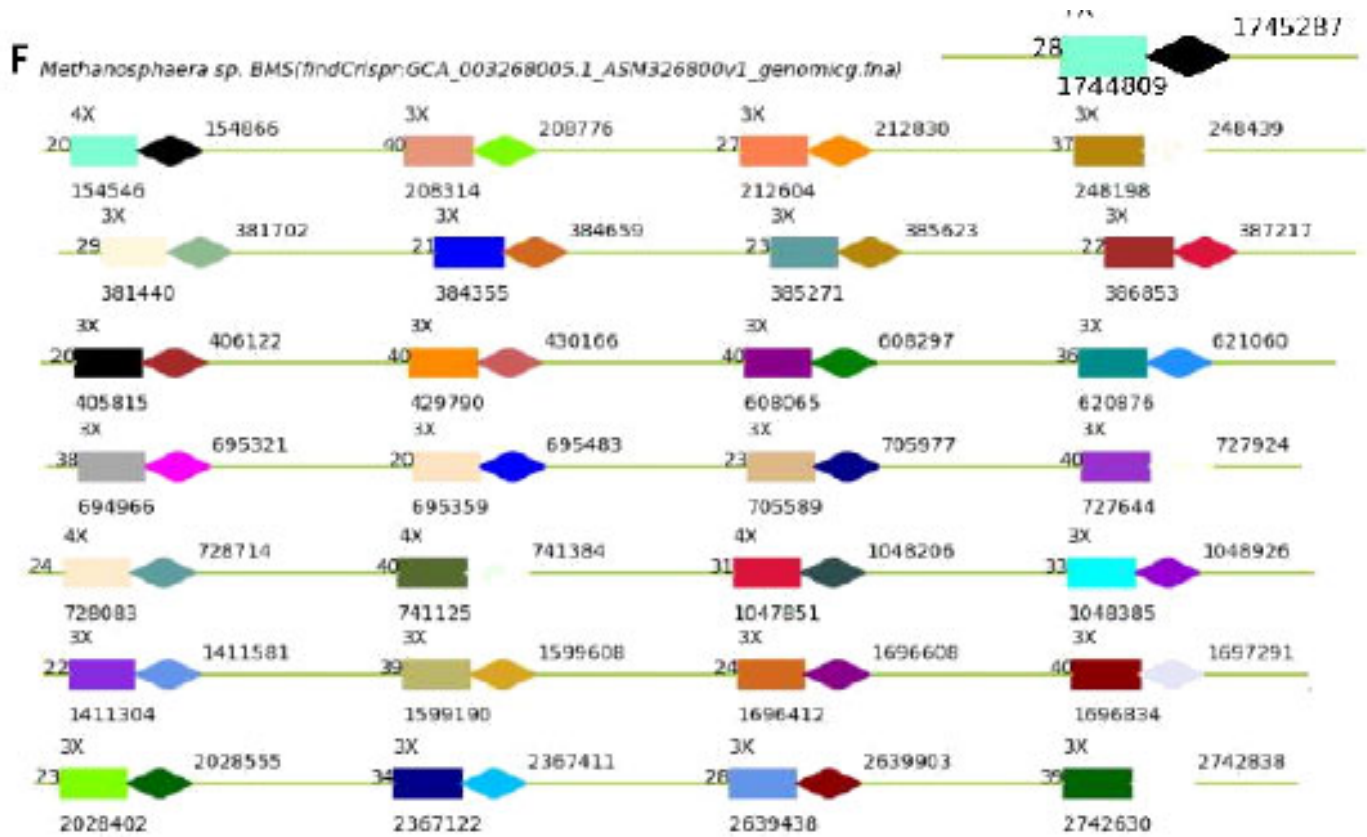 1745287
28
1744809
F Methanosphaera sp. BMS(findCrispr:GCA_003268005.1_ASM326800v1_genomicg.fna)
4X 3X 3X 3X
20 154866 40 208776 27 212830 37 248439
154546 208314 212604 248198
3X 3X 3X 3X
29 381702 21 384659 23 385623 22 387217
381440 384355 385271 386853
3X 3X 3X 3X
20 406122 40 430166 40 608297 36 621060
405815 429790 608065 620876
3X 3X 3X 3X
38 695321 20 695483 23 705977 40 727924
694966 695359 705589 727644
4X 4X 4X 3X
24 728714 40 741384 31 1048206 33 1048926
728083 741125 1047851 1048385
3X 3X 3X 3X
22 1411581 39 1599608 24 1696608 40 1697291
1411304 1599190 1696412 1696834
3X 3X 3X 3X
23 2028555 34 2367411 28 2639903 39 2742838
2028402 2367122 2639438 2742630